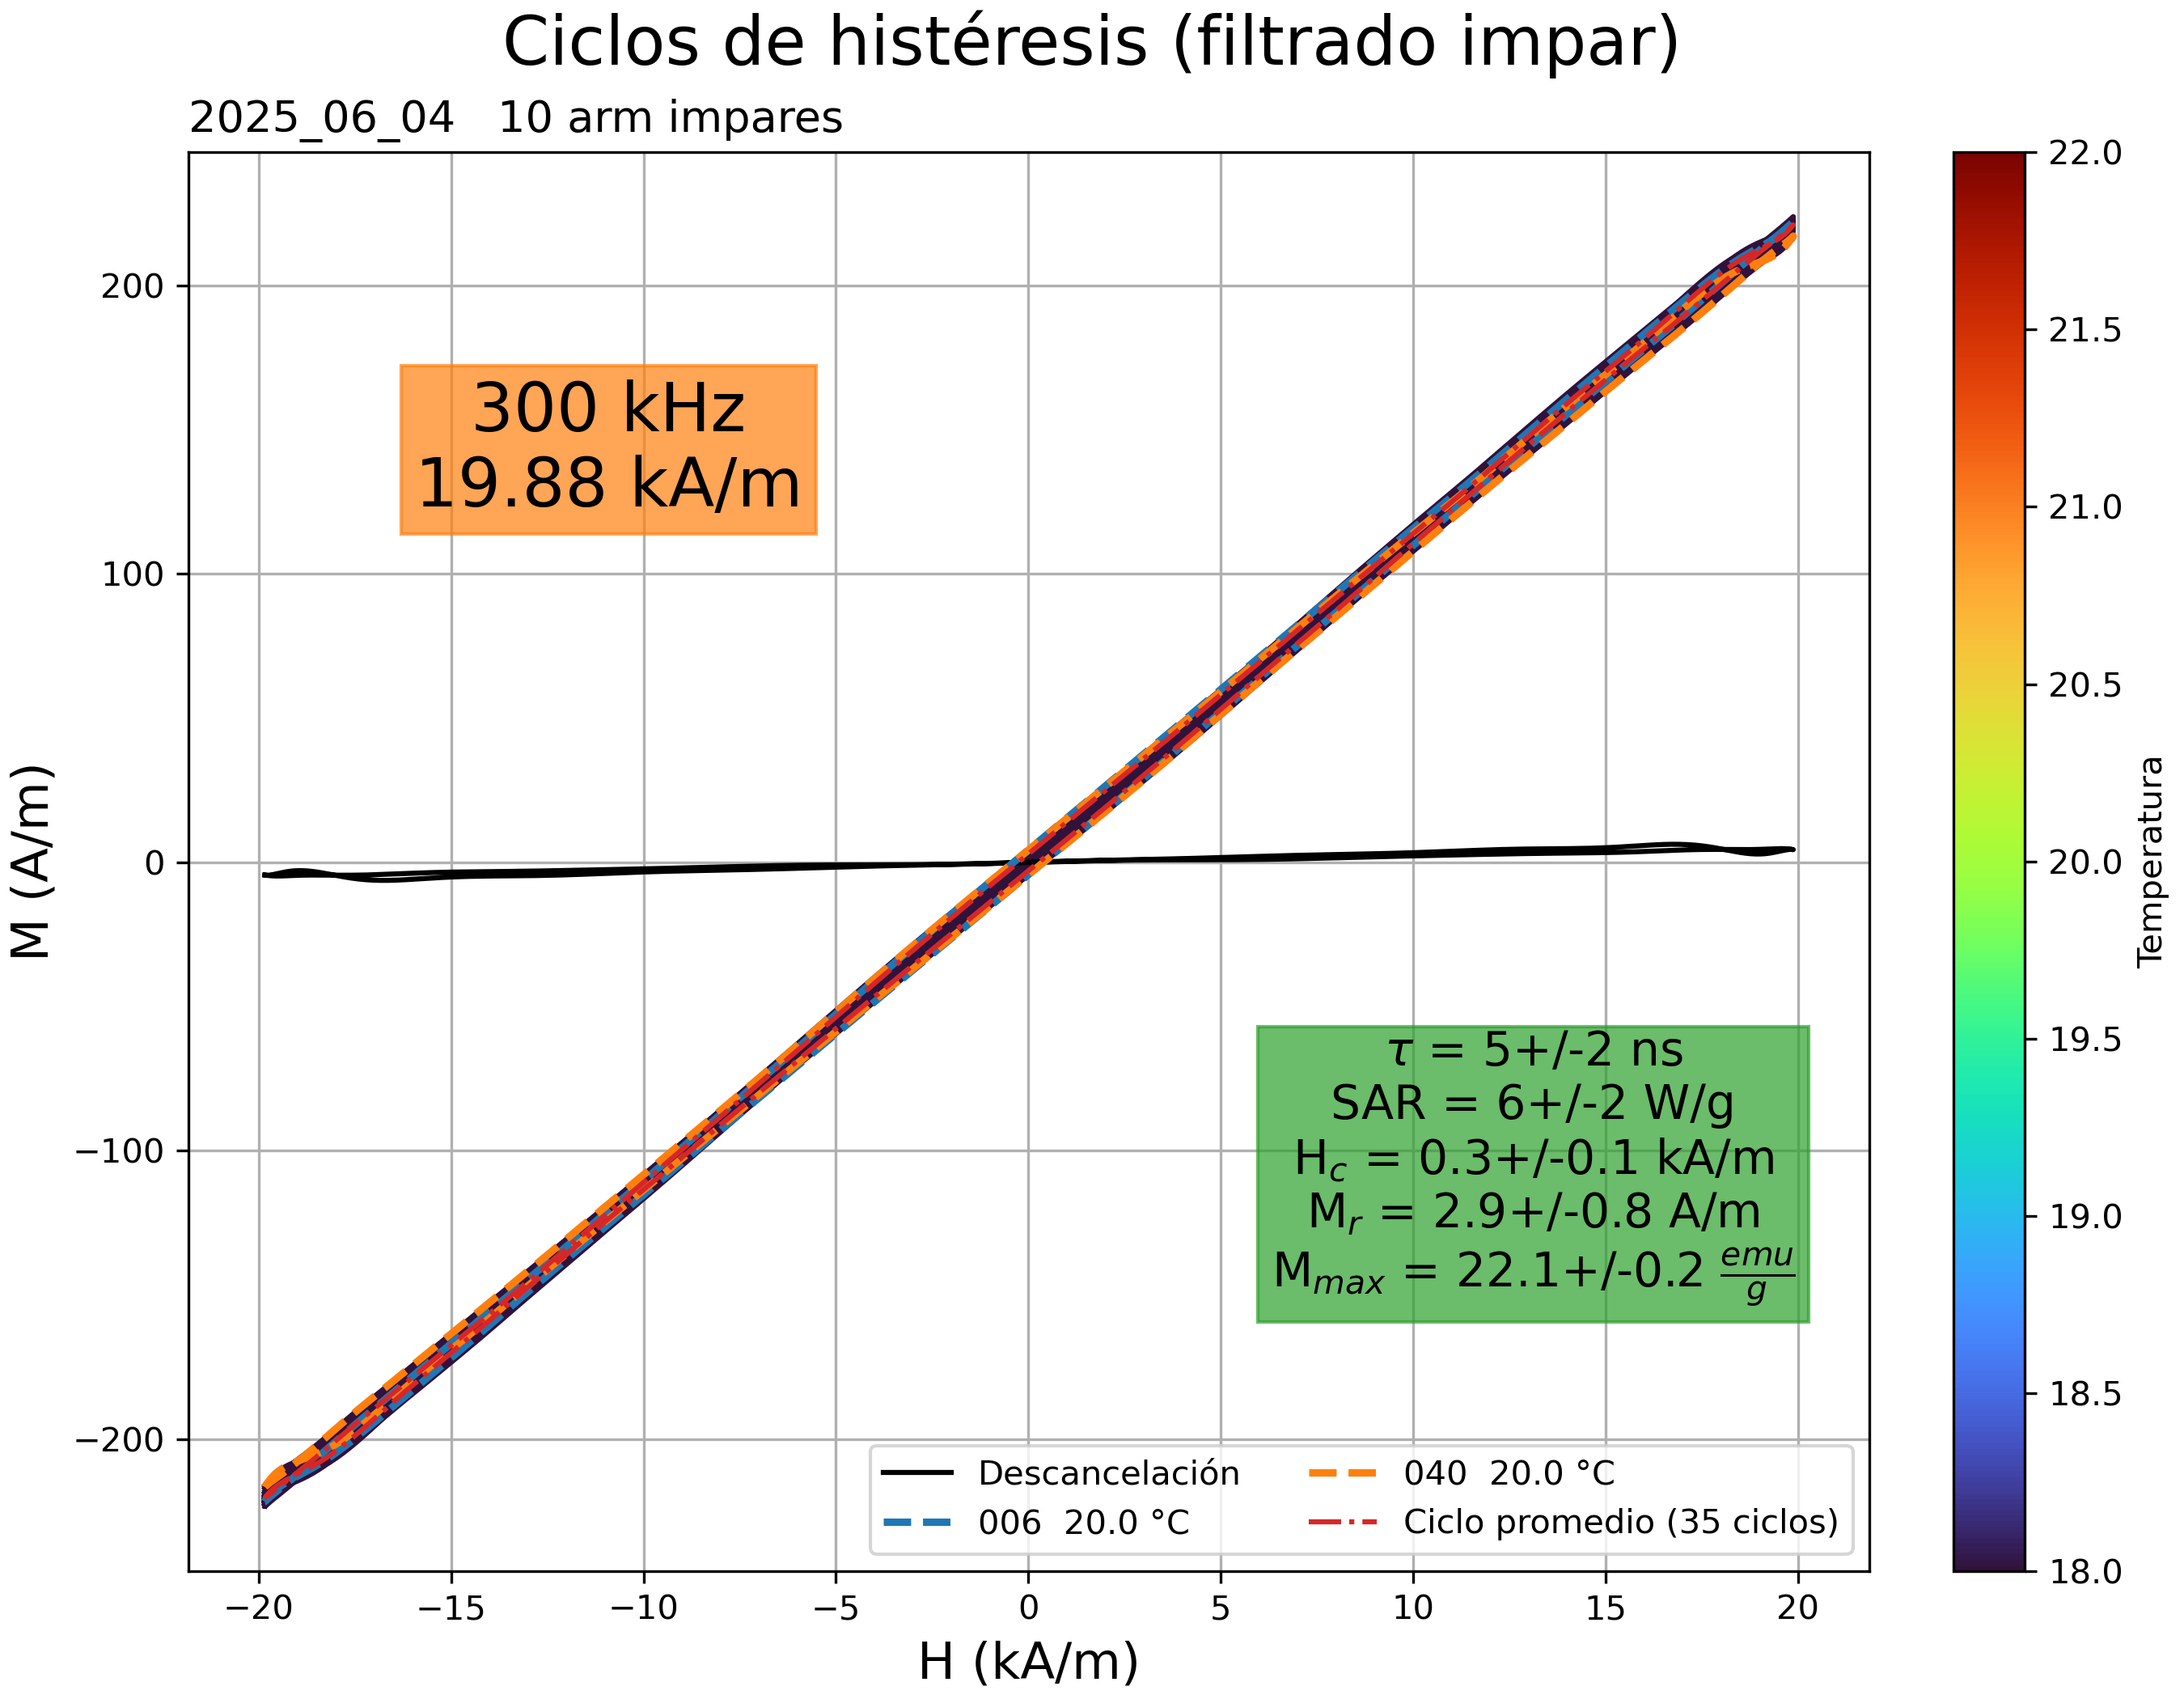 Ciclos de histéresis (filtrado impar)
2025_06_04   10 arm impares
300 kHz
19.88 kA/m
τ = 5+/-2 ns
SAR = 6+/-2 W/g
H_c = 0.3+/-0.1 kA/m
M_r = 2.9+/-0.8 A/m
M_max = 22.1+/-0.2 emu/g
Descancelación
006  20.0 °C
040  20.0 °C
Ciclo promedio (35 ciclos)
M (A/m)
200
100
0
−100
−200
−20 −15 −10 −5 0 5 10 15 20
H (kA/m)
22.0
21.5
21.0
20.5
20.0
19.5
19.0
18.5
18.0
Temperatura